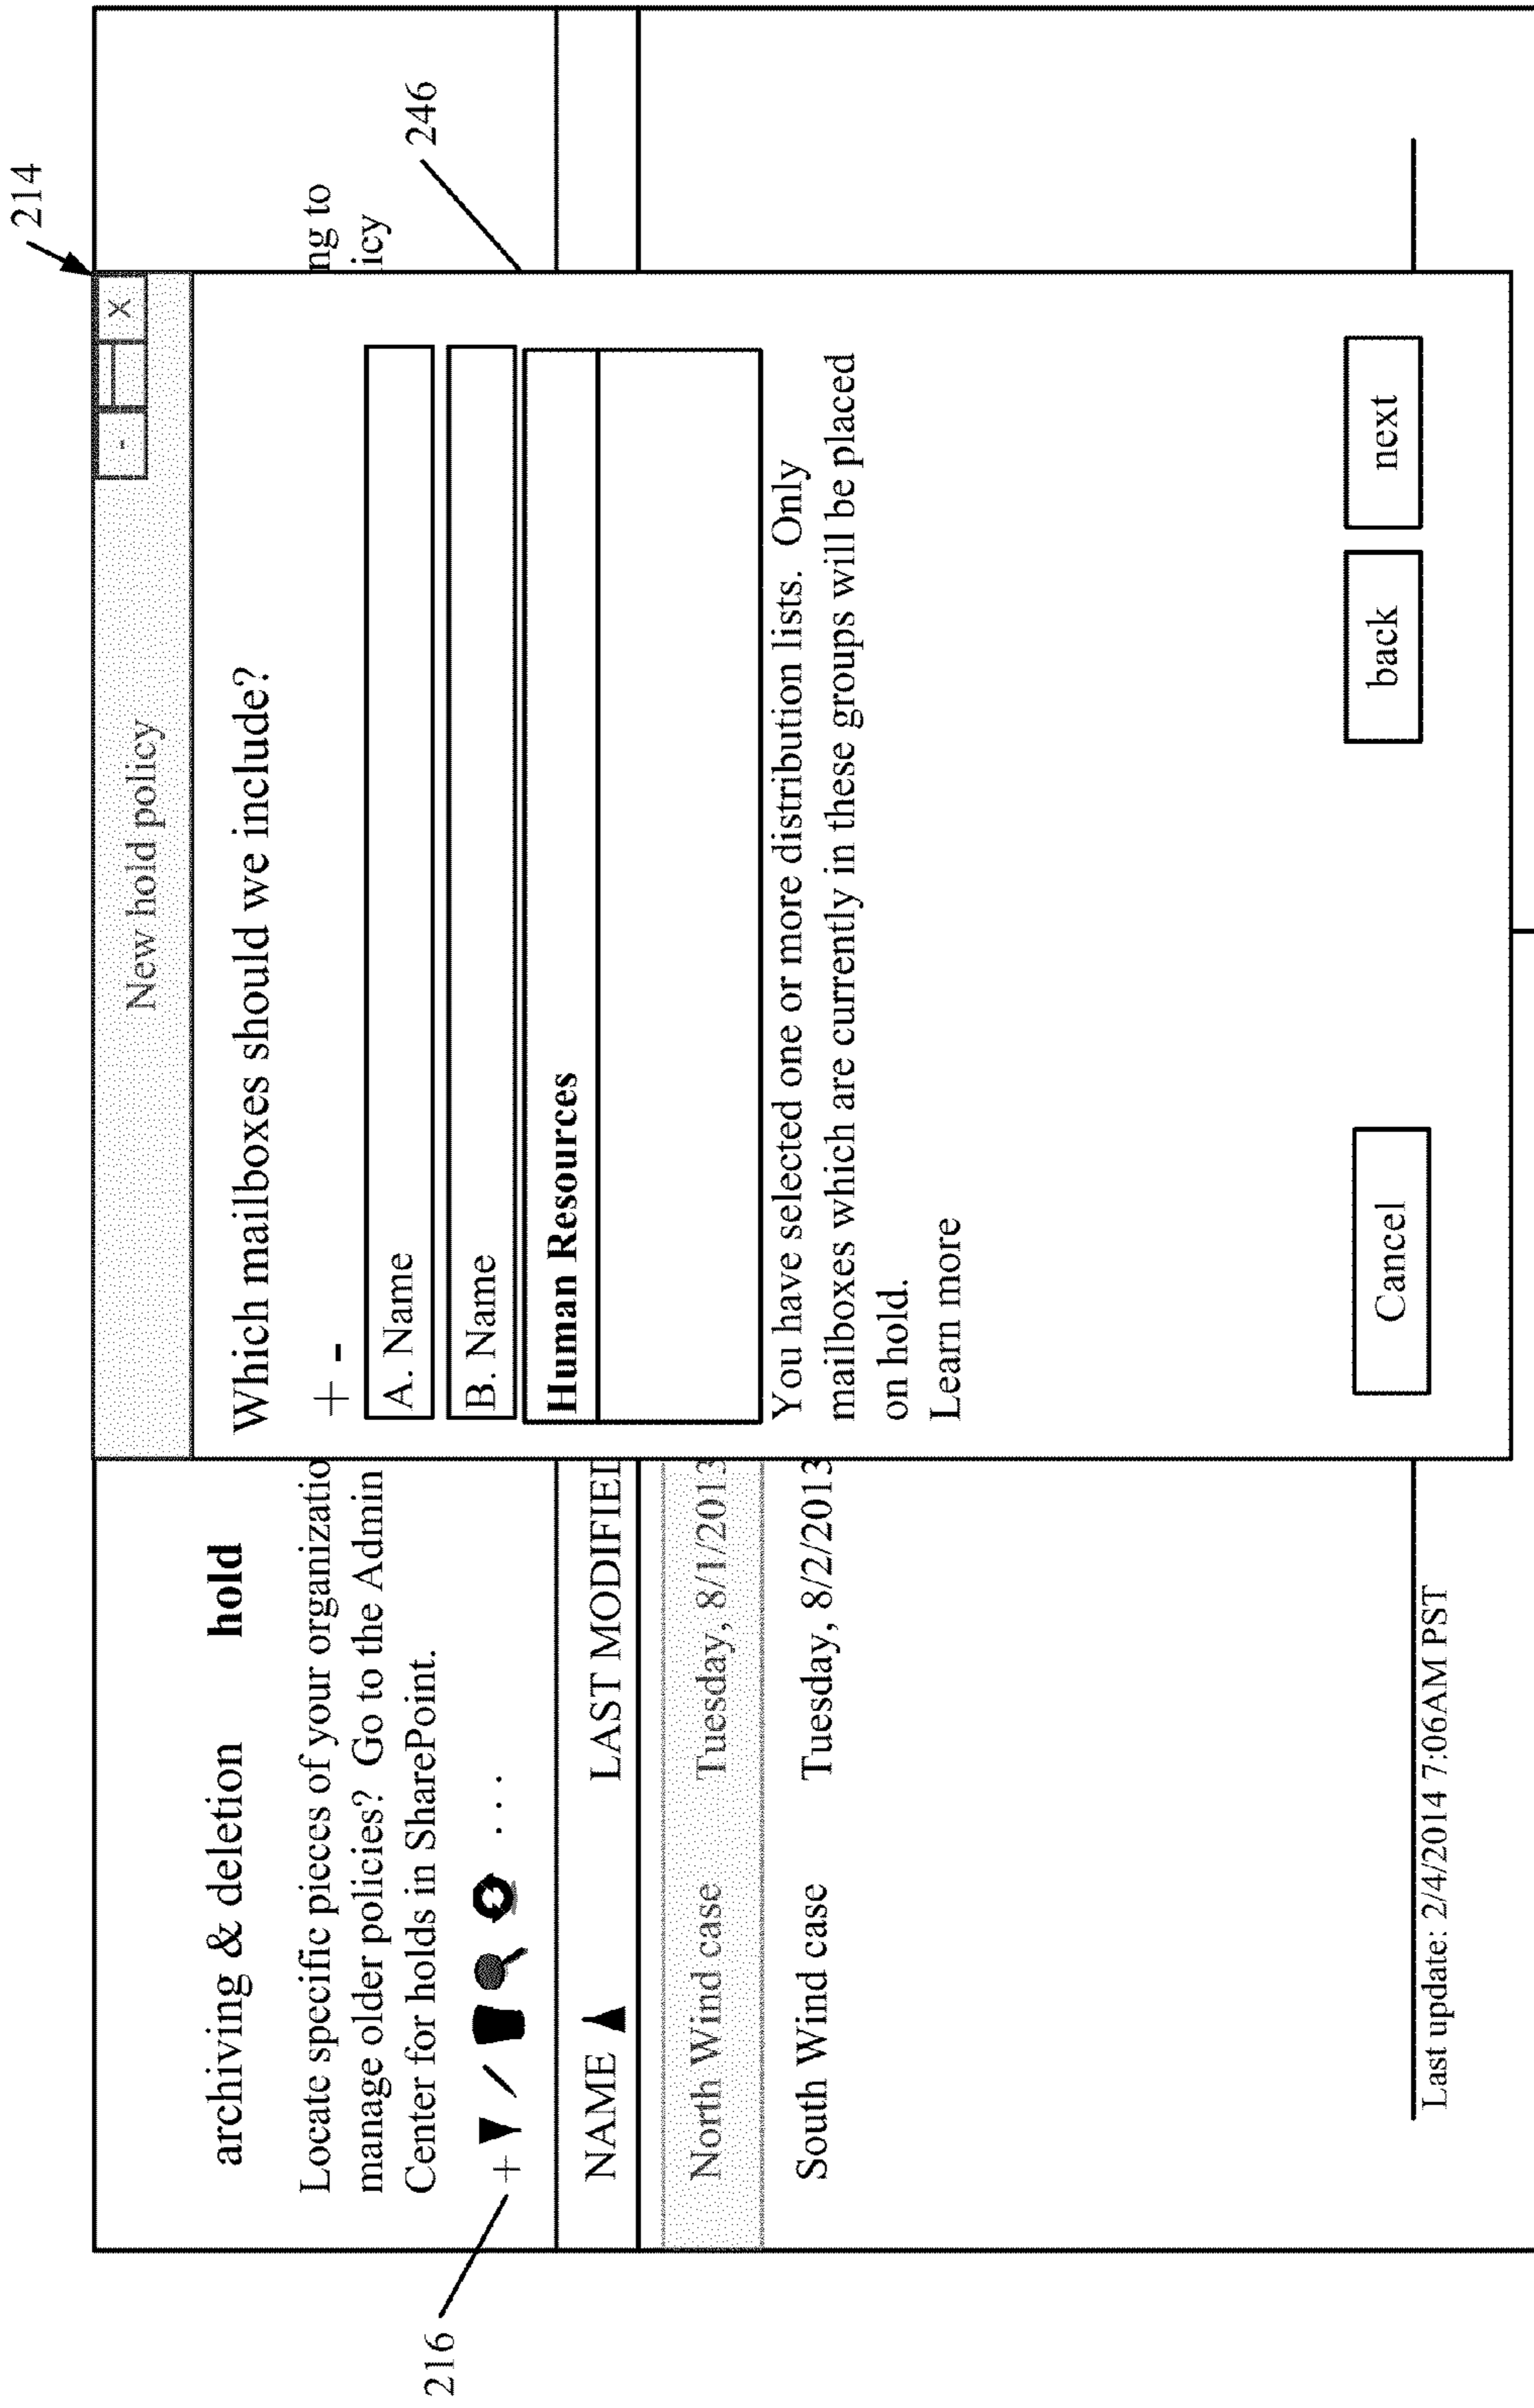 214
archiving & deletion hold
Locate specific pieces of your organizatio
manage older policies? Go to the Admin
Center for holds in SharePoint.
ng to
icy
216
+ / ...
NAME LAST MODIFIED
North Wind case Tuesday, 8/1/2013
South Wind case Tuesday, 8/2/2013
Last update: 2/4/2014 7:06AM PST
New hold policy
- X
Which mailboxes should we include?
246
+ -
A. Name
B. Name
Human Resources
You have selected one or more distribution lists. Only
mailboxes which are currently in these groups will be placed
on hold.
Learn more
Cancel back next